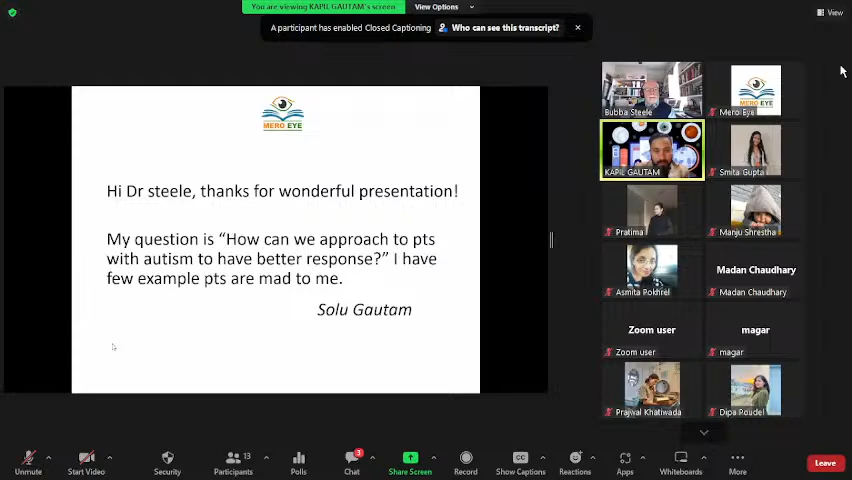 You are viewing KAPIL GAUTAM's screen
View Options
A participant has enabled Closed Captioning
Who can see this transcript?
View
MERO EYE
Hi Dr steele, thanks for wonderful presentation!
My question is “How can we approach to pts
with autism to have better response?” I have
few example pts are mad to me.
Solu Gautam
Bubba Steele
MERO EYE
Mero Eye
KAPIL GAUTAM
Smita Gupta
Pratima
Manju Shrestha
Asmita Pokhrel
Madan Chaudhary
Madan Chaudhary
Zoom user
Zoom user
magar
magar
Prajwal Khatiwada
Dipa Poudel
Unmute
Start Video
Security
13
Participants
Polls
3
Chat
Share Screen
Record
CC
Show Captions
Reactions
Apps
Whiteboards
More
Leave